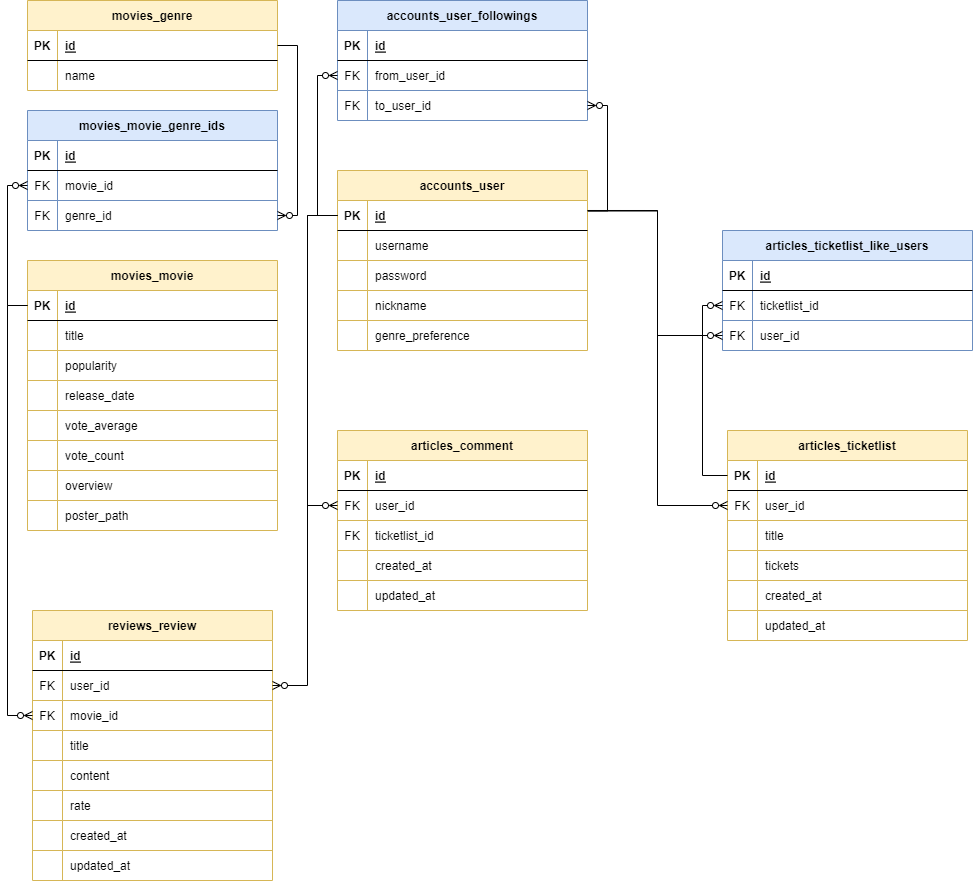 movies_genre
PK id
name
movies_movie_genre_ids
PK id
FK movie_id
FK genre_id
movies_movie
PK id
title
popularity
release_date
vote_average
vote_count
overview
poster_path
reviews_review
PK id
FK user_id
FK movie_id
title
content
rate
created_at
updated_at
accounts_user_followings
PK id
FK from_user_id
FK to_user_id
accounts_user
PK id
username
password
nickname
genre_preference
articles_comment
PK id
FK user_id
FK ticketlist_id
created_at
updated_at
articles_ticketlist_like_users
PK id
FK ticketlist_id
FK user_id
articles_ticketlist
PK id
FK user_id
title
tickets
created_at
updated_at